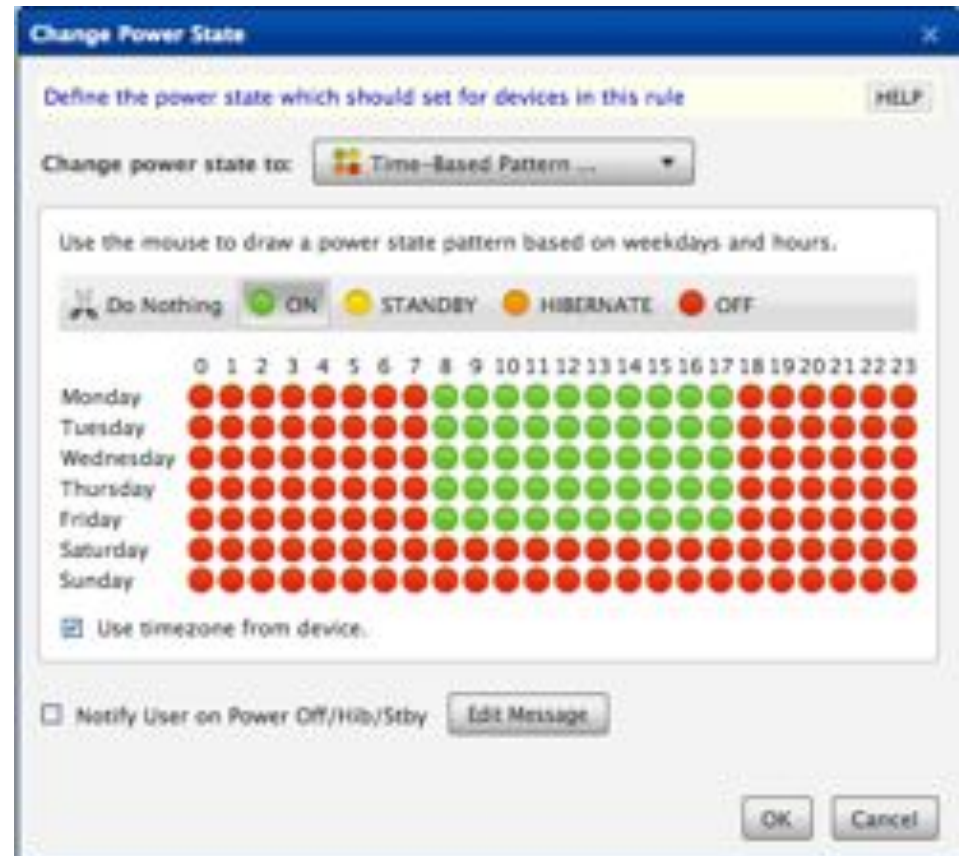 Change Power State
Define the power state which should set for devices in this rule
HELP
Change power state to: Time-Based Pattern ...
Use the mouse to draw a power state pattern based on weekdays and hours.
Do Nothing ON STANDBY HIBERNATE OFF
0 1 2 3 4 5 6 7 8 9 10 11 12 13 14 15 16 17 18 19 20 21 22 23
Monday
Tuesday
Wednesday
Thursday
Friday
Saturday
Sunday
Use timezone from device.
Notify User on Power Off/Hib/Stby Edit Message
OK Cancel